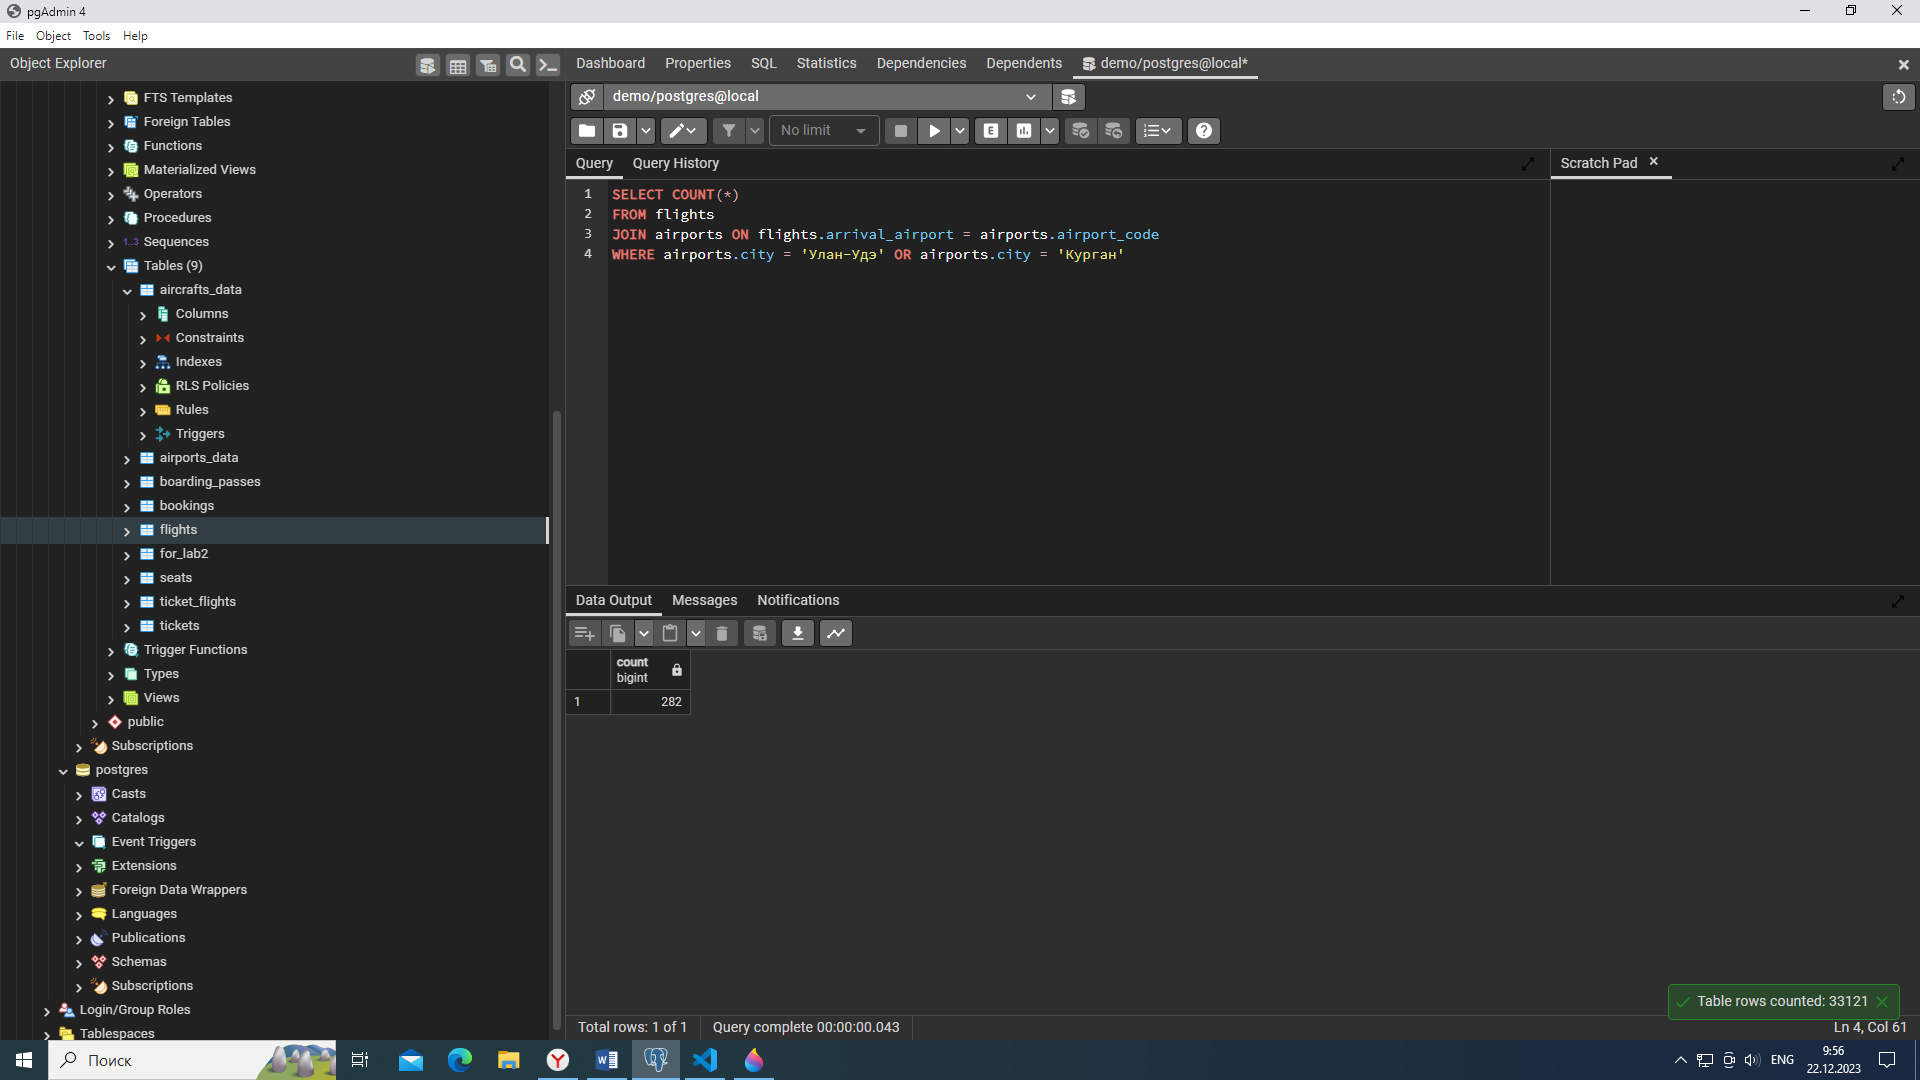 pgAdmin 4
File Object Tools Help
Object Explorer
Dashboard Properties SQL Statistics Dependencies Dependents demo/postgres@local*
demo/postgres@local
No limit
Query Query History
Scratch Pad
1 SELECT COUNT(*)
2 FROM flights
3 JOIN airports ON flights.arrival_airport = airports.airport_code
4 WHERE airports.city = 'Улан-Удэ' OR airports.city = 'Курган'
FTS Templates
Foreign Tables
Functions
Materialized Views
Operators
Procedures
1..3 Sequences
Tables (9)
aircrafts_data
Columns
Constraints
Indexes
RLS Policies
Rules
Triggers
airports_data
boarding_passes
bookings
flights
for_lab2
seats
ticket_flights
tickets
Trigger Functions
Types
Views
public
Subscriptions
postgres
Casts
Catalogs
Event Triggers
Extensions
Foreign Data Wrappers
Languages
Publications
Schemas
Subscriptions
Login/Group Roles
Tablespaces
Data Output Messages Notifications
count
bigint
1 282
Table rows counted: 33121
Total rows: 1 of 1 Query complete 00:00:00.043
Ln 4, Col 61
Поиск
ENG
9:56
22.12.2023